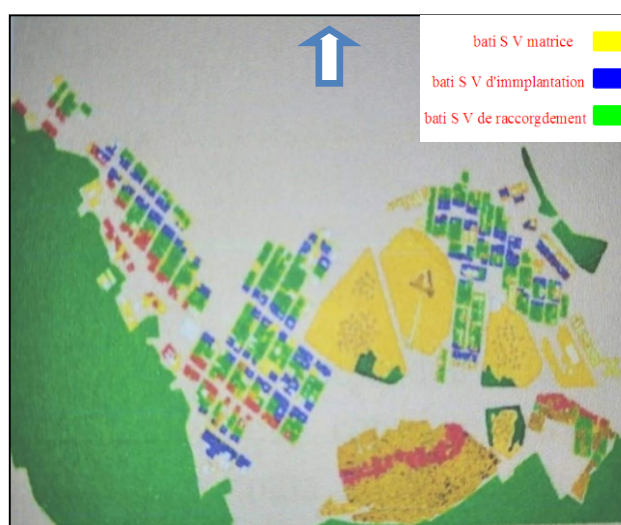 bati S V matrice
bati S V d'immplantation
bati S V de raccorgdement